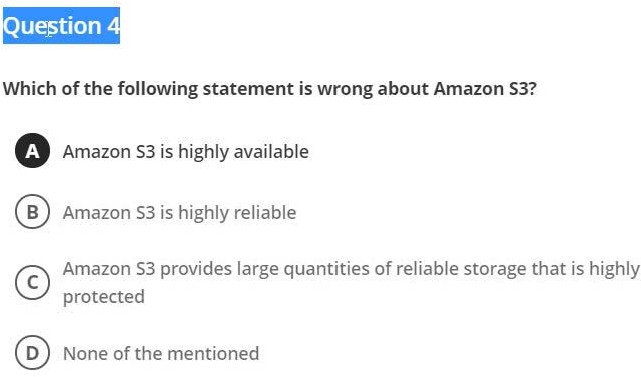 Question 4
Which of the following statement is wrong about Amazon S3?
A Amazon S3 is highly available
B Amazon S3 is highly reliable
C Amazon S3 provides large quantities of reliable storage that is highly
protected
D None of the mentioned